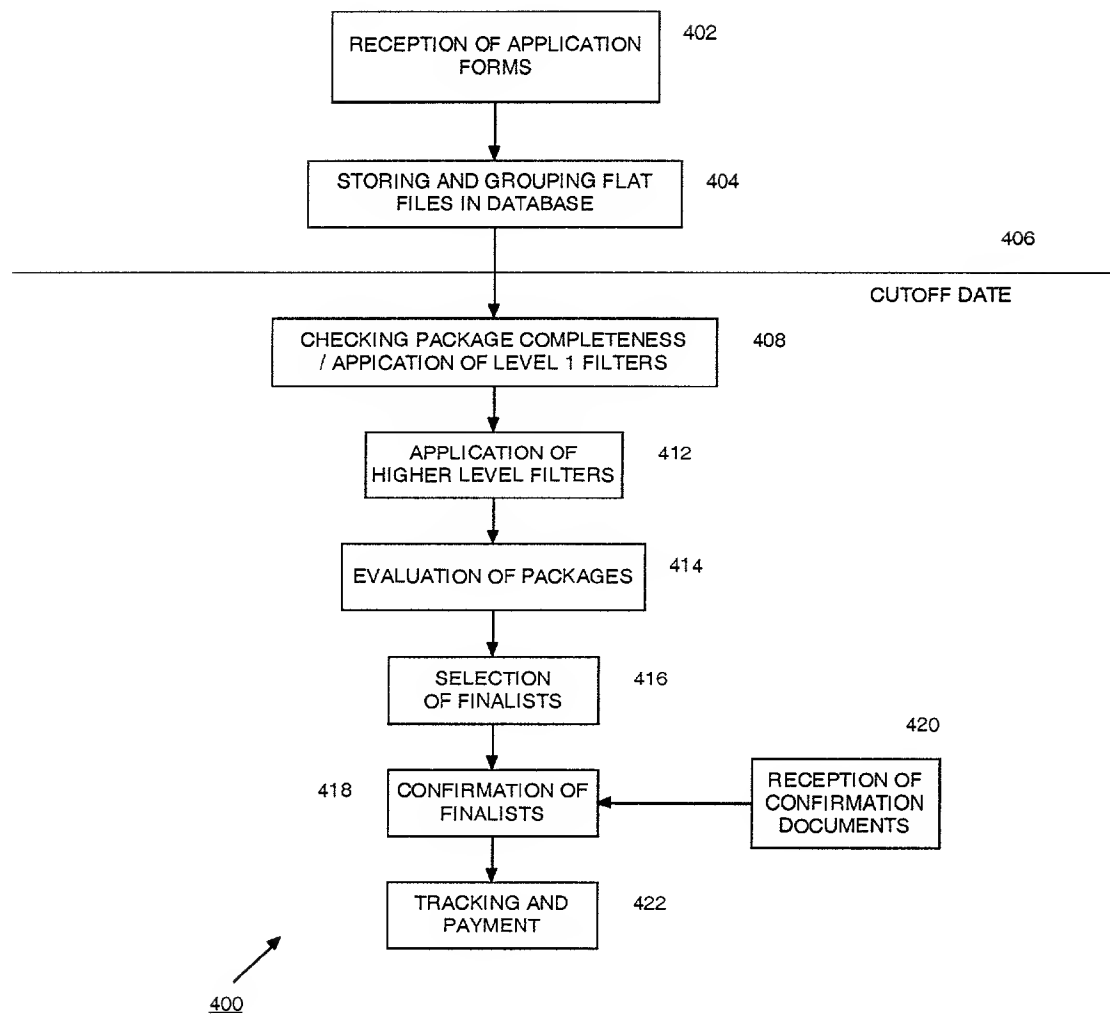 RECEPTION OF APPLICATION
FORMS
402
STORING AND GROUPING FLAT
FILES IN DATABASE
404
406
CUTOFF DATE
CHECKING PACKAGE COMPLETENESS
/ APPICATION OF LEVEL 1 FILTERS
408
APPLICATION OF
HIGHER LEVEL FILTERS
412
EVALUATION OF PACKAGES
414
SELECTION
OF FINALISTS
416
420
418
CONFIRMATION OF
FINALISTS
RECEPTION OF
CONFIRMATION
DOCUMENTS
TRACKING AND
PAYMENT
422
400